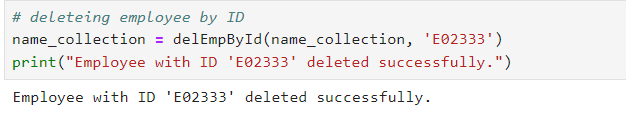 # deleteing employee by ID
name_collection = delEmpById(name_collection, 'E02333')
print("Employee with ID 'E02333' deleted successfully.")
Employee with ID 'E02333' deleted successfully.